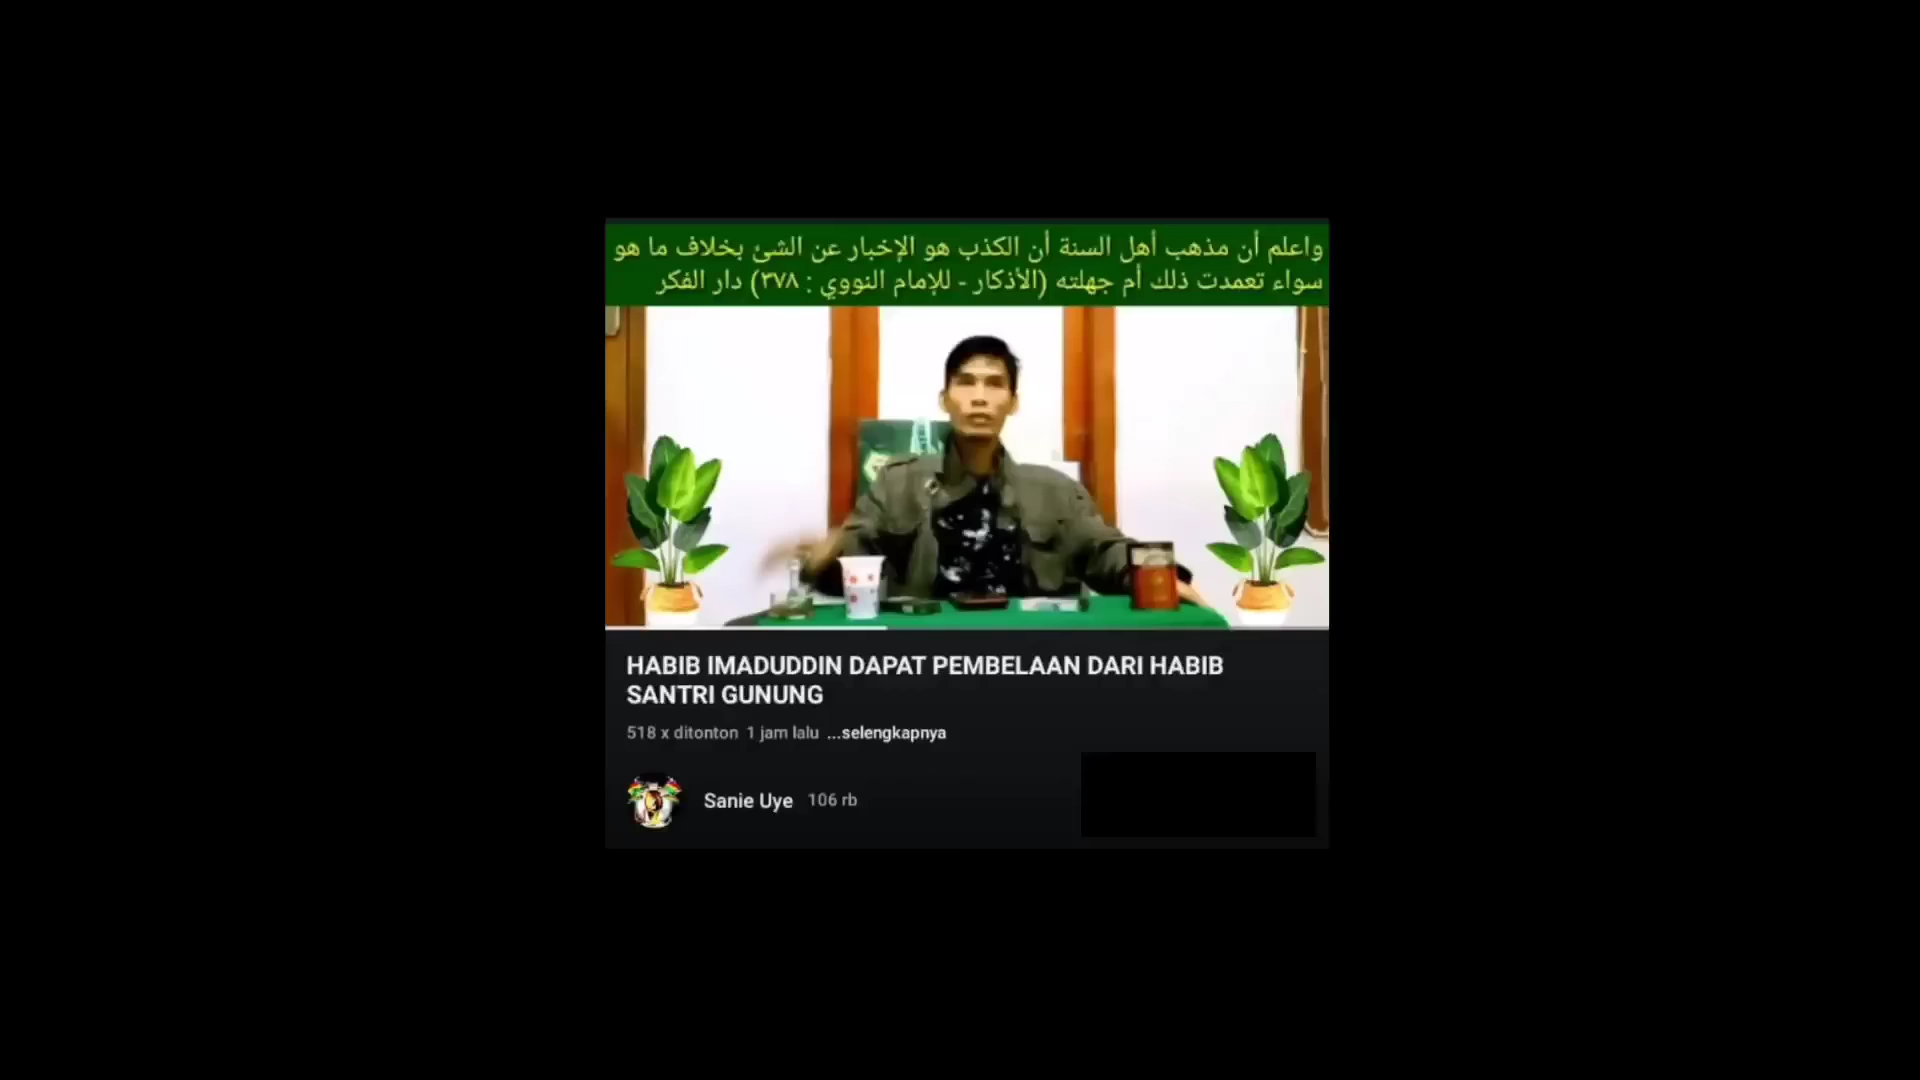 واعلم أن مذهب أهل السنة أن الكذب هو الإخبار عن الشئ بخلاف ما هو
سواء تعمدت ذلك أم جهلته (الأذكار - للإمام النووي : ٣٧٨) دار الفكر
HABIB IMADUDDIN DAPAT PEMBELAAN DARI HABIB
SANTRI GUNUNG
518 x ditonton 1 jam lalu ...selengkapnya
Sanie Uye 106 rb